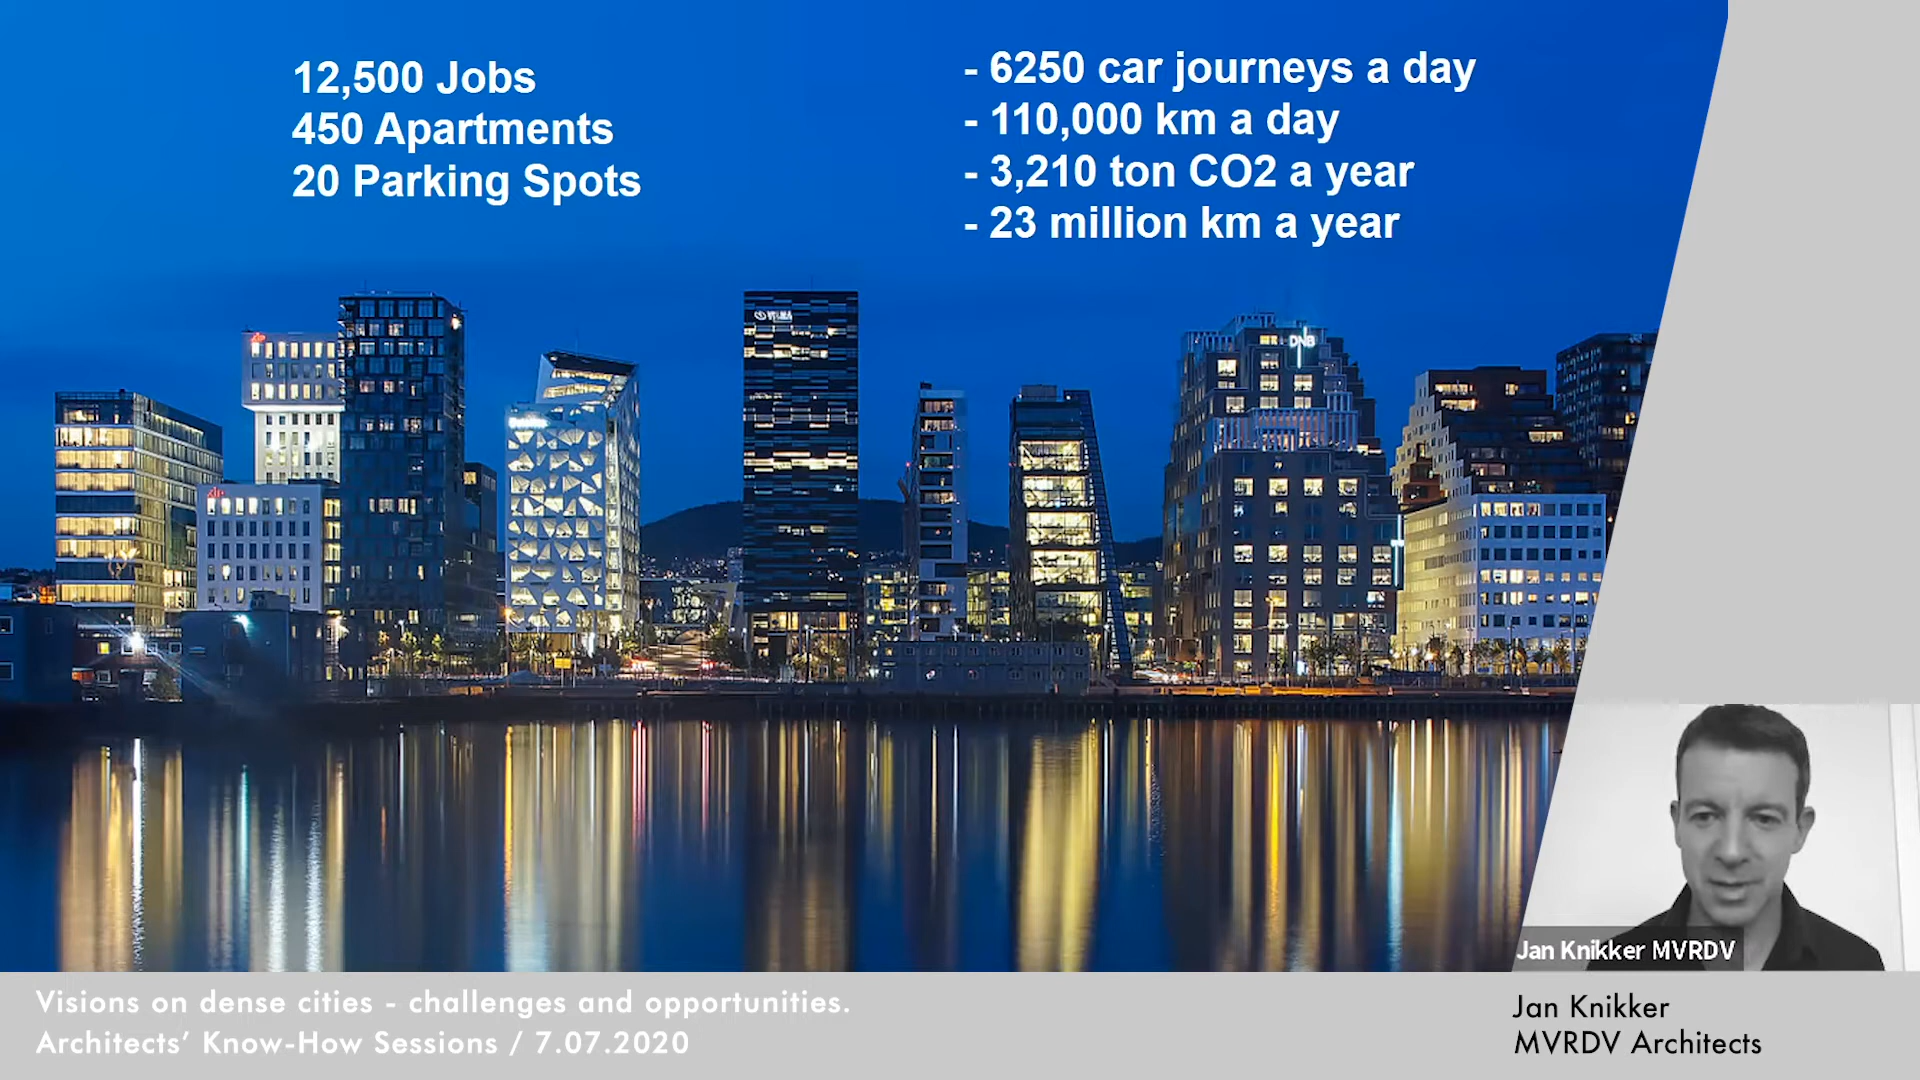 12,500 Jobs
450 Apartments
20 Parking Spots
- 6250 car journeys a day
- 110,000 km a day
- 3,210 ton CO2 a year
- 23 million km a year
DNB
Jan Knikker MVRDV
Visions on dense cities - challenges and opportunities.
Architects’ Know-How Sessions / 7.07.2020
Jan Knikker
MVRDV Architects